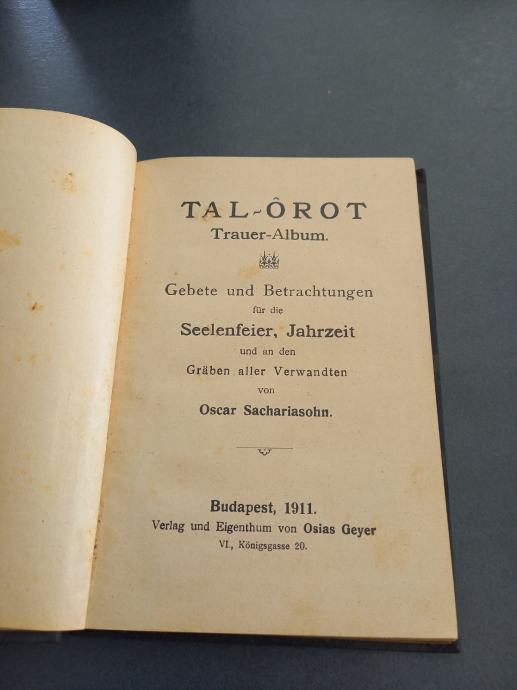 TAL-ÔROT
Trauer-Album.
Gebete und Betrachtungen
für die
Seelenfeier, Jahrzeit
und an den
Gräben aller Verwandten
von
Oscar Sachariasohn.
Budapest, 1911.
Verlag und Eigenthum von Osias Geyer
VI., Königsgasse 20.